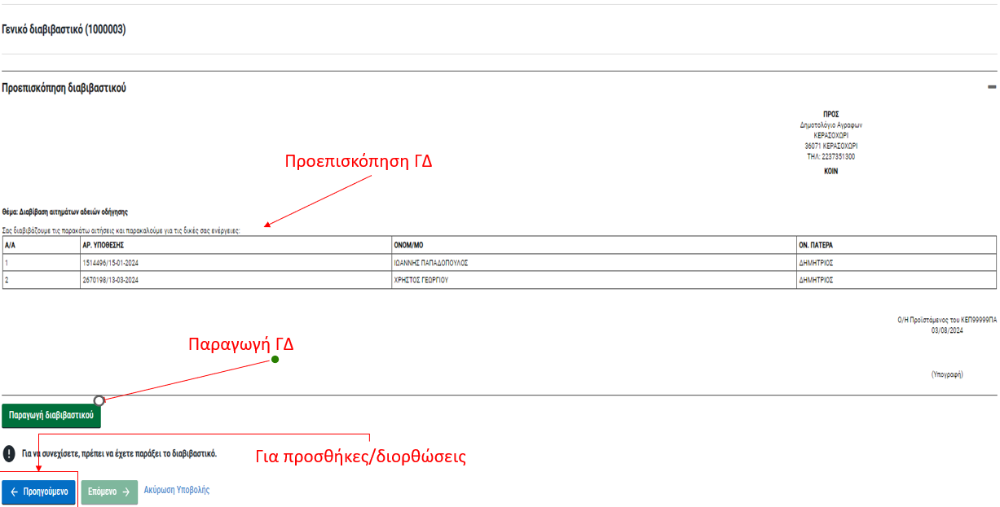 Γενικό διαβιβαστικό (1000003)
Προεπισκόπηση διαβιβαστικού
ΠΡΟΣ
Δημοτολόγιο Αγραφων
ΚΕΡΑΣΟΧΩΡΙ
36071 ΚΕΡΑΣΟΧΩΡΙ
ΤΗΛ: 2237351300
ΚΟΙΝ
Προεπισκόπηση ΓΔ
Θέμα: Διαβίβαση αιτημάτων αδειών οδήγησης
Σας διαβιβάζουμε τις παρακάτω αιτήσεις και παρακαλούμε για τις δικές σας ενέργειες:
Α/Α ΑΡ. ΥΠΟΘΕΣΗΣ ΟΝΟΜ/ΜΟ ΟΝ. ΠΑΤΕΡΑ
1 1514496/15-01-2024 ΙΩΑΝΝΗΣ ΠΑΠΑΔΟΠΟΥΛΟΣ ΔΗΜΗΤΡΙΟΣ
2 2670198/13-03-2024 ΧΡΗΣΤΟΣ ΓΕΩΡΓΙΟΥ ΔΗΜΗΤΡΙΟΣ
Ο/Η Προϊστάμενος του ΚΕΠ99999ΠΑ
03/08/2024
Παραγωγή ΓΔ
(Υπογραφή)
Παραγωγή διαβιβαστικού
Για να συνεχίσετε, πρέπει να έχετε παράξει το διαβιβαστικό.
Για προσθήκες/διορθώσεις
← Προηγούμενο Επόμενο → Ακύρωση Υποβολής